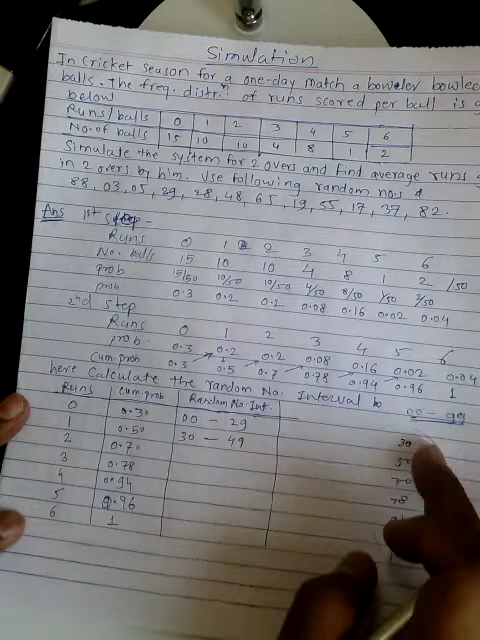 Simulation
In cricket season for a one-day match a bowler bowled
balls. The freq. distr.n of runs scored per ball is g
below
Runs/balls 0 1 2 3 4 5 6
No. of balls 15 10 10 4 8 1 2
Simulate the system for 2 overs and find average runs g
in 2 overs by him. Use following random no.s
88, 03, 05, 29, 28, 48, 65, 19, 55, 17, 37, 82.
Ans 1st step -
Runs 0 1 2 3 4 5 6
No. balls 15 10 10 4 8 1 2 /50
prob 15/50 10/50 10/50 4/50 8/50 1/50 2/50
prob. 0.3 0.2 0.2 0.08 0.16 0.02 0.04
2nd step
Runs 0 1 2 3 4 5 6
prob. 0.3 0.2 0.2 0.08 0.16 0.02 0.04
cum.prob 0.3 0.5 0.7 0.78 0.94 0.96 1
here Calculate the random No. Interval b 00 - 99
Runs cum.prob Random No. Int.
0 0.30 00 - 29 30
1 0.50 30 - 49
2 0.70 70
3 0.78 78
4 0.94
5 0.96
6 1